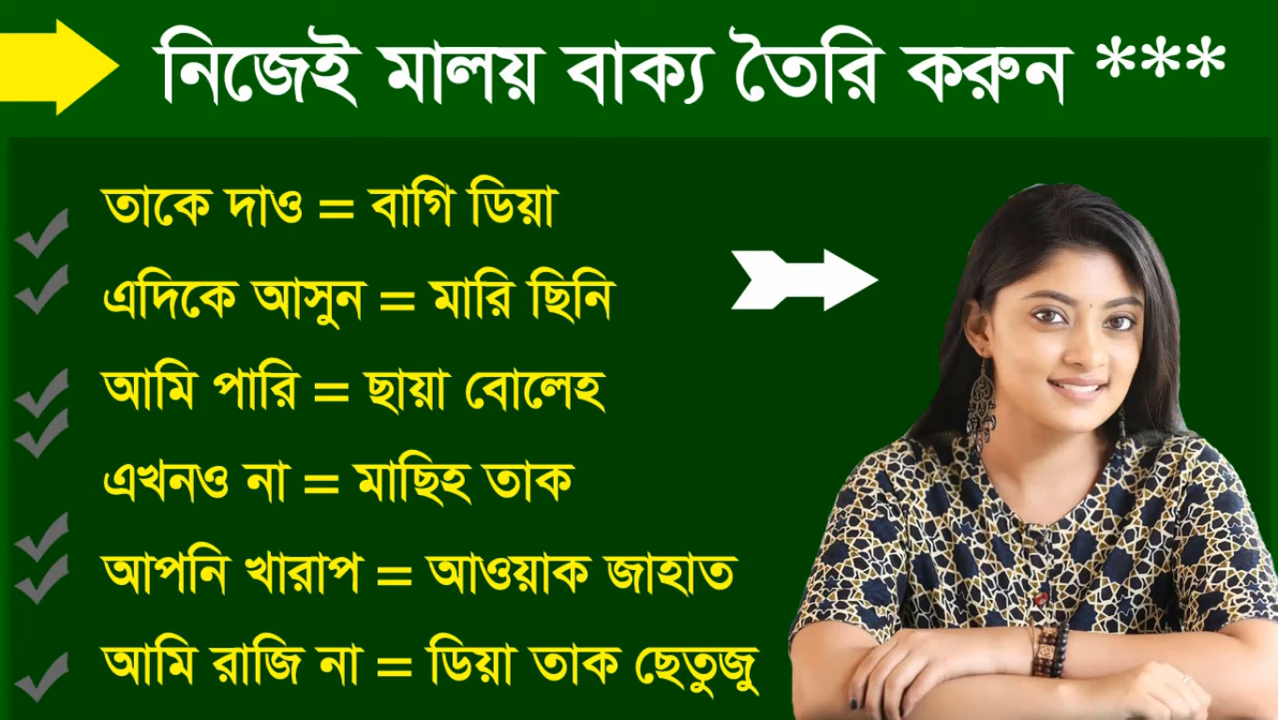 নিজেই মালয় বাক্য তৈরি করুন ***
তাকে দাও = বাগি ডিয়া
এদিকে আসুন = মারি ছিনি
আমি পারি = ছায়া বোলেহ
এখনও না = মাছিহ তাক
আপনি খারাপ = আওয়াক জাহাত
আমি রাজি না = ডিয়া তাক ছেতুজু